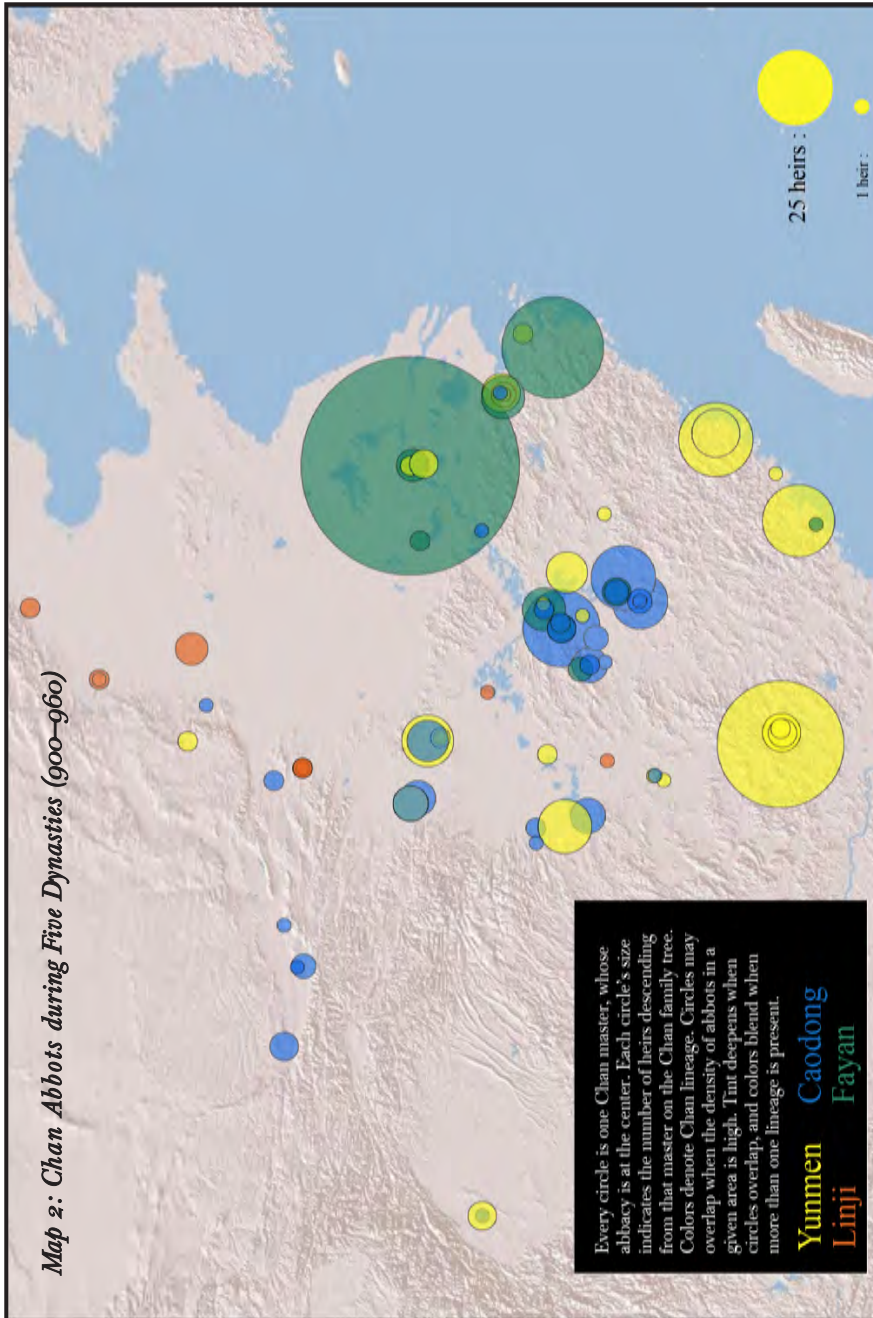 Map 2: Chan Abbots during Five Dynasties (900–960)
Every circle is one Chan master, whose
abbacy is at the center. Each circle's size
indicates the number of heirs descending
from that master on the Chan family tree.
Colors denote Chan lineage. Circles may
overlap when the density of abbots in a
given area is high. Tint deepens when
circles overlap, and colors blend when
more than one lineage is present.
Yunmen Caodong
Linji Fayan
25 heirs :
1 heir :